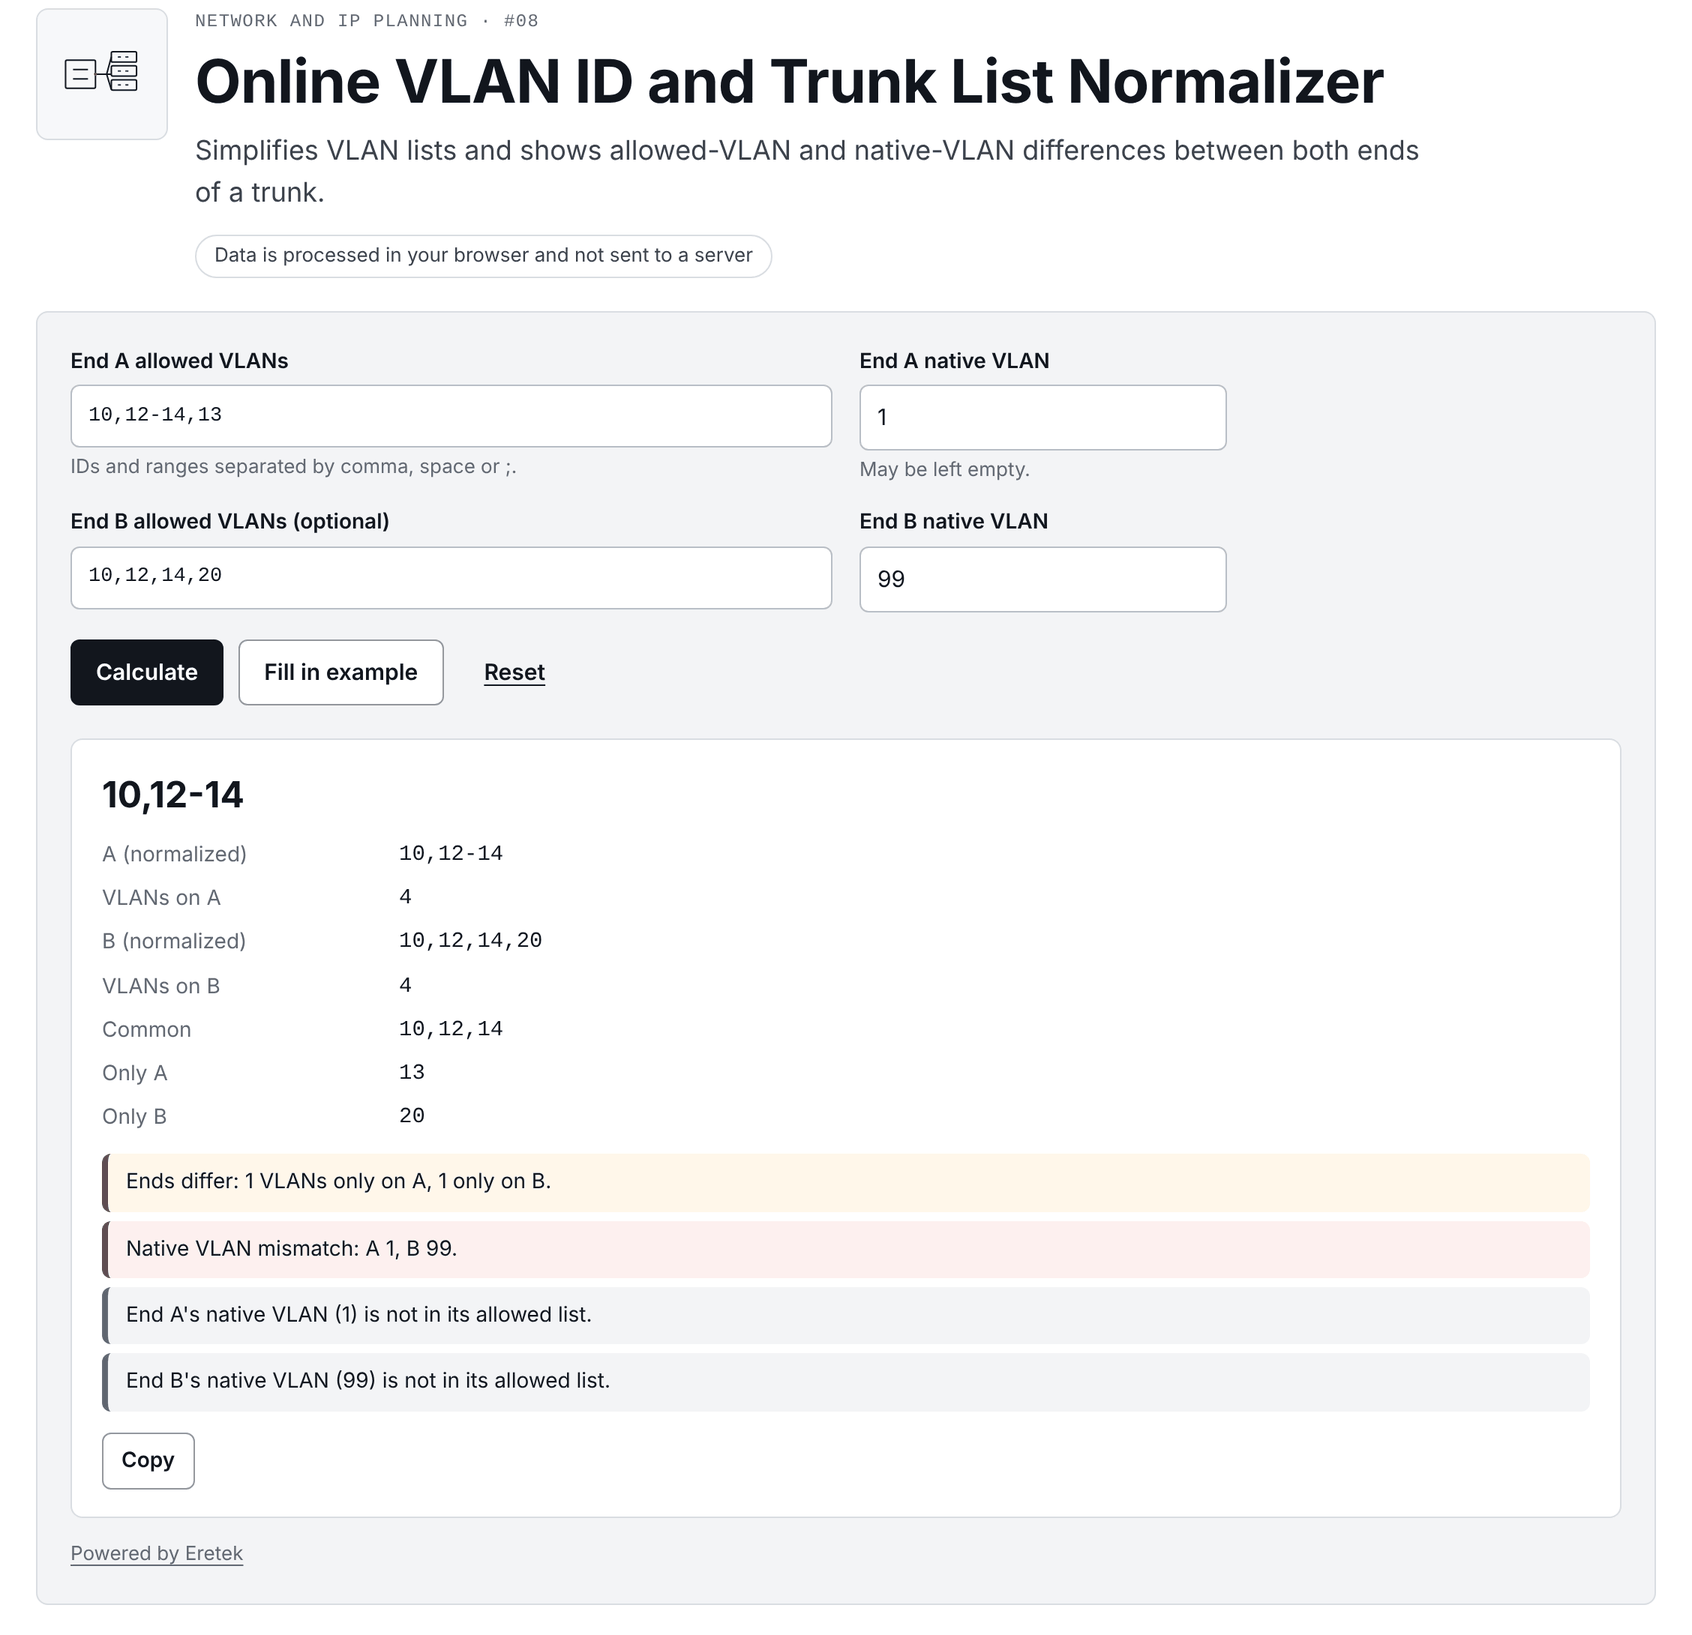 NETWORK AND IP PLANNING · #08
Online VLAN ID and Trunk List Normalizer
Simplifies VLAN lists and shows allowed-VLAN and native-VLAN differences between both ends
of a trunk.
Data is processed in your browser and not sent to a server
End A allowed VLANs
10,12-14,13
IDs and ranges separated by comma, space or ;.
End A native VLAN
1
May be left empty.
End B allowed VLANs (optional)
10,12,14,20
End B native VLAN
99
Calculate
Fill in example
Reset
10,12-14
A (normalized) 10,12-14
VLANs on A 4
B (normalized) 10,12,14,20
VLANs on B 4
Common 10,12,14
Only A 13
Only B 20
Ends differ: 1 VLANs only on A, 1 only on B.
Native VLAN mismatch: A 1, B 99.
End A's native VLAN (1) is not in its allowed list.
End B's native VLAN (99) is not in its allowed list.
Copy
Powered by Eretek